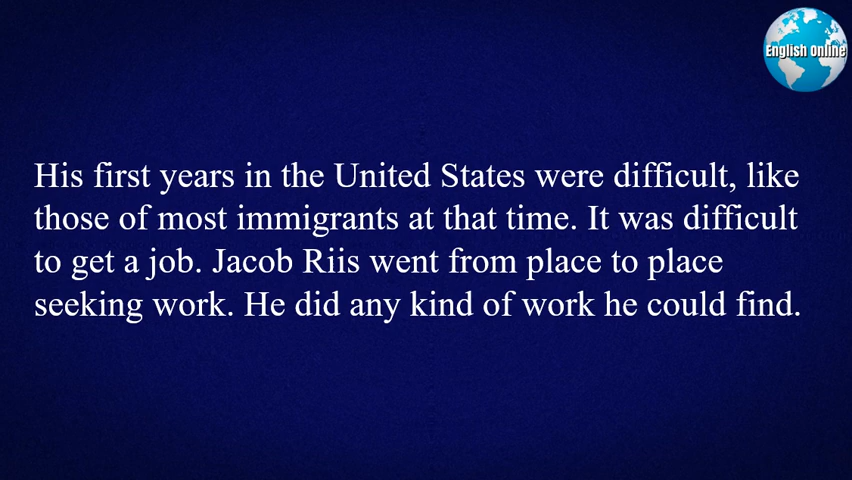 English Online
His first years in the United States were difficult, like
those of most immigrants at that time. It was difficult
to get a job. Jacob Riis went from place to place
seeking work. He did any kind of work he could find.